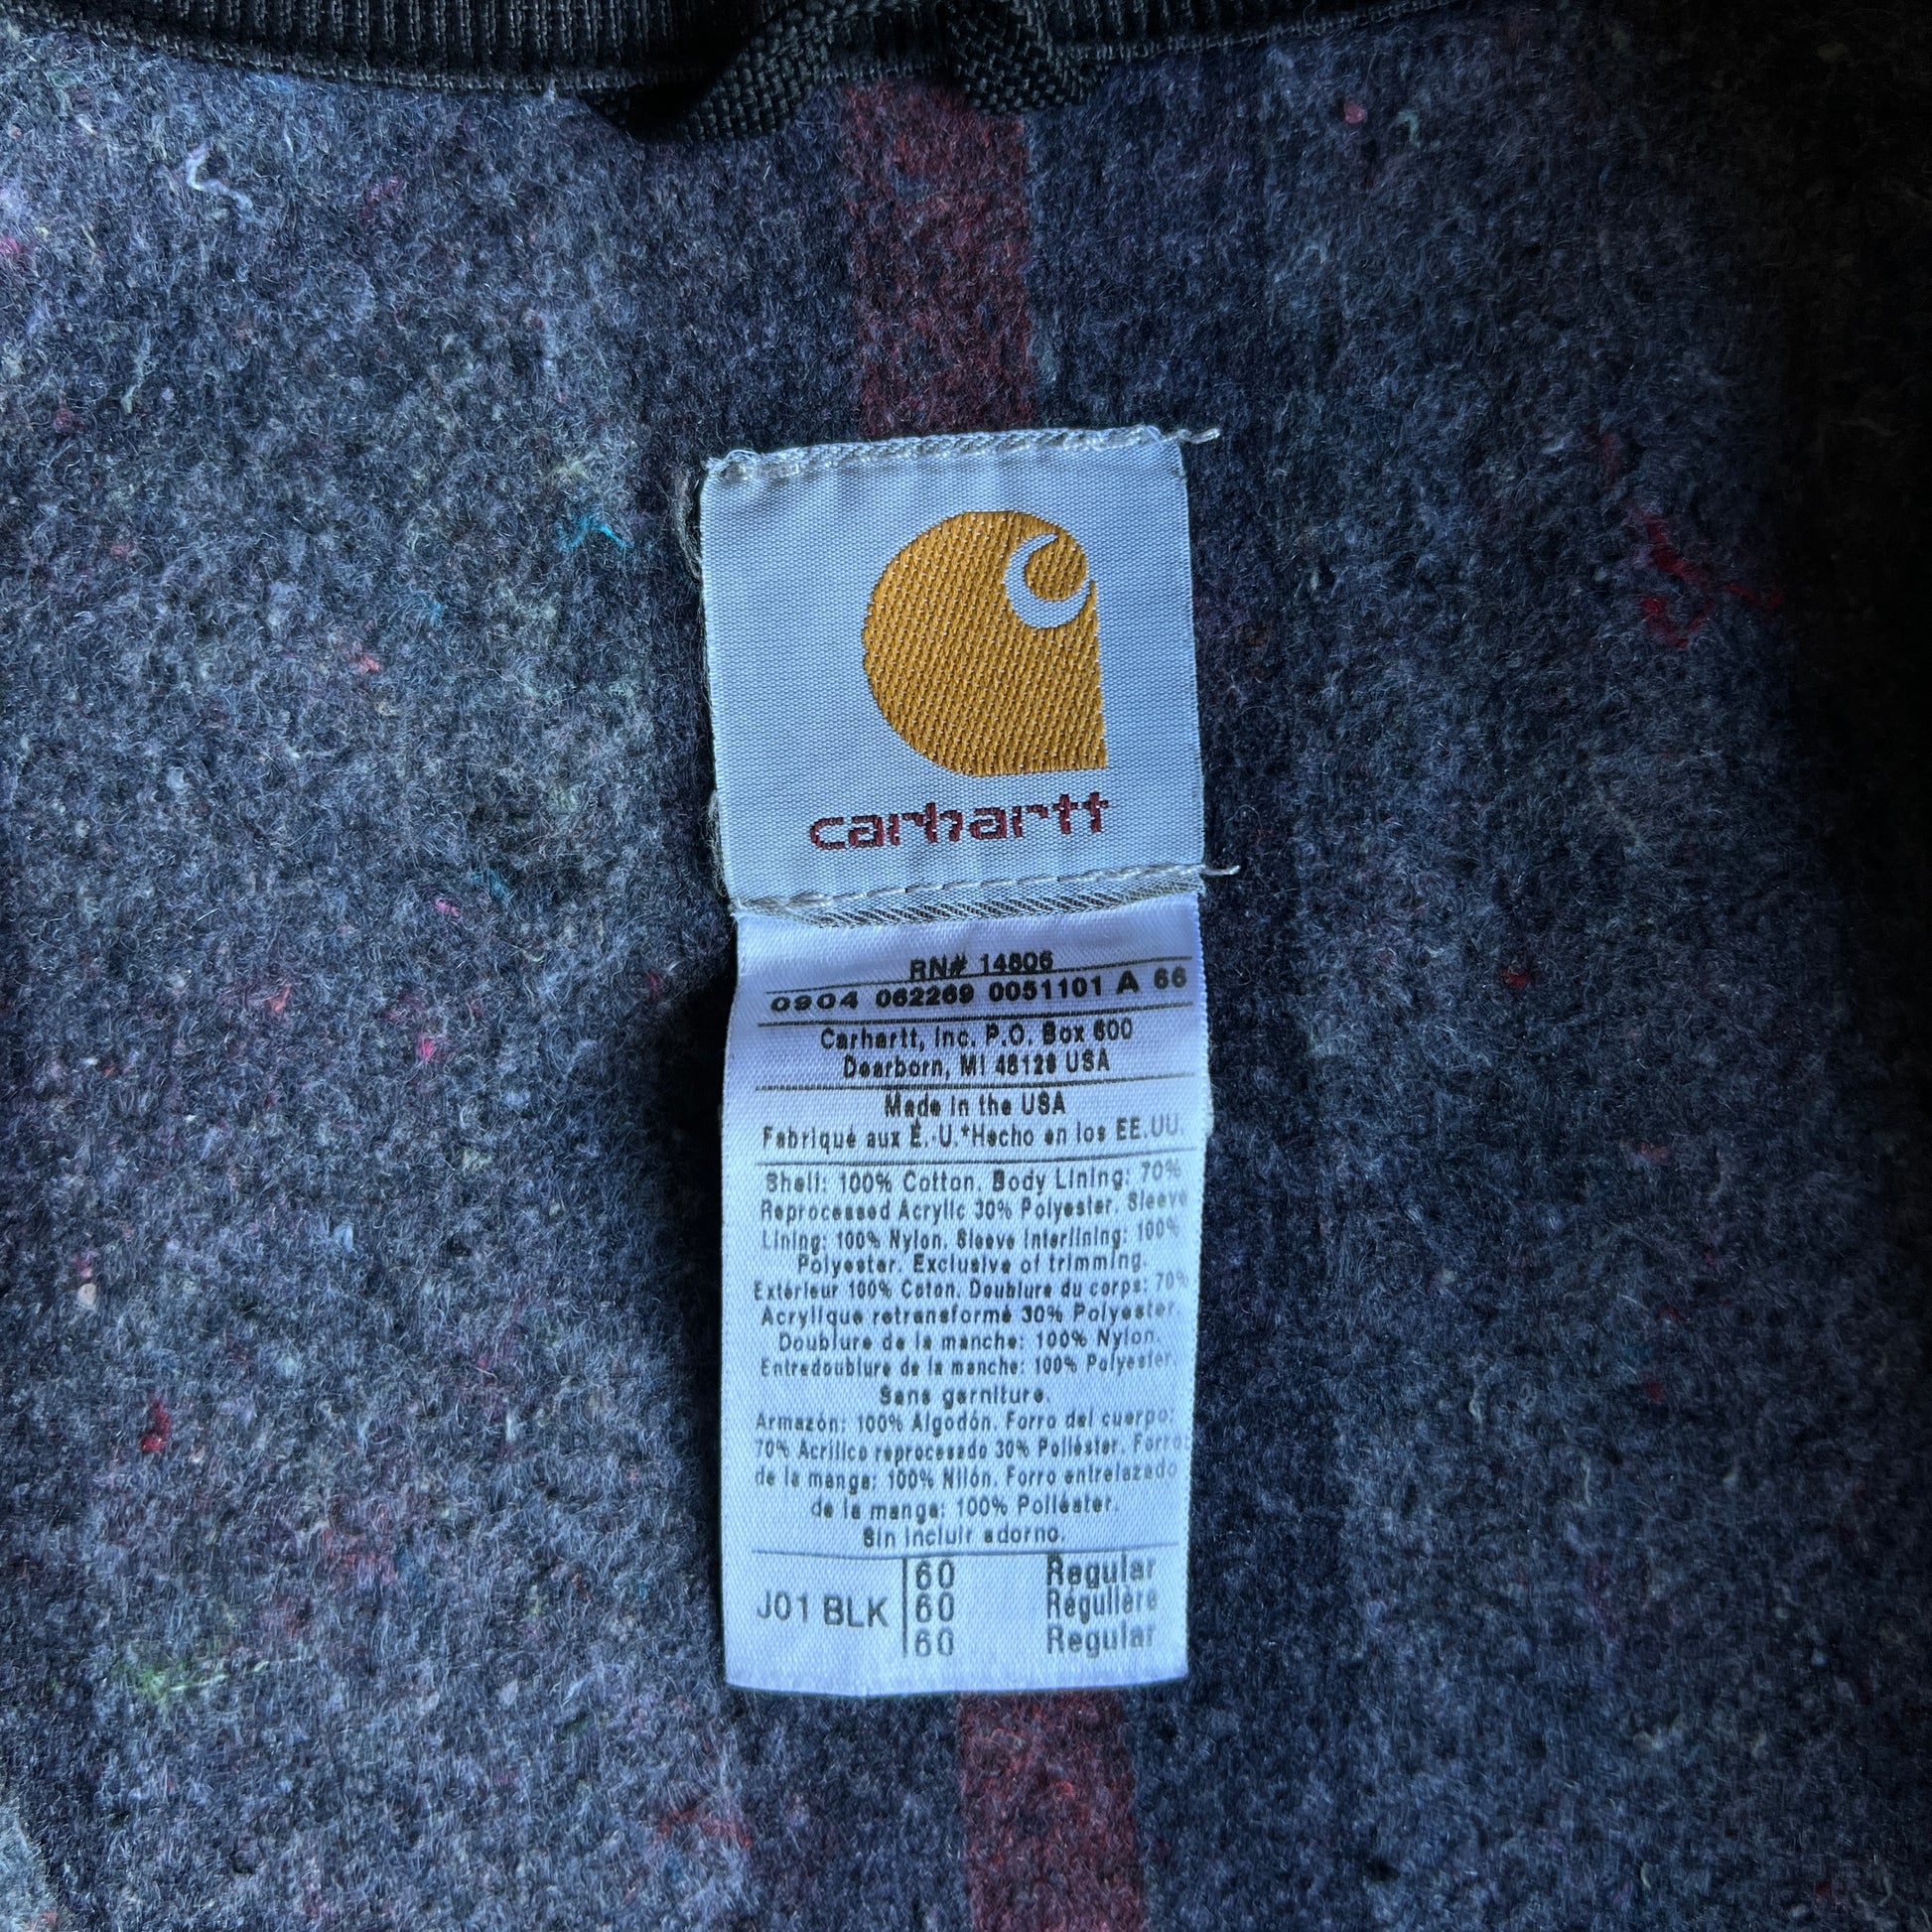 carhartt
RN# 14806
0904 062269 0051101 A 66
Carhartt, Inc. P.O. Box 600
Dearborn, MI 48128 USA
Made in the USA
Fabriqué aux É.-U.*Hecho en los EE.UU.
Shell: 100% Cotton. Body Lining: 70%
Reprocessed Acrylic 30% Polyester. Sleeve
Lining: 100% Nylon. Sleeve Interlining: 100%
Polyester. Exclusive of trimming.
Extérieur 100% Coton. Doublure du corps: 70%
Acrylique retransformé 30% Polyester.
Doublure de la manche: 100% Nylon.
Entredoublure de la manche: 100% Polyester.
Sans garniture.
Armazón: 100% Algodón. Forro del cuerpo:
70% Acrílico reprocesado 30% Poliéster. Forro
de la manga: 100% Nilón. Forro entrelazado
de la manga: 100% Poliéster.
Sin incluir adorno.
J01 BLK
60 Regular
60 Régulière
60 Regular